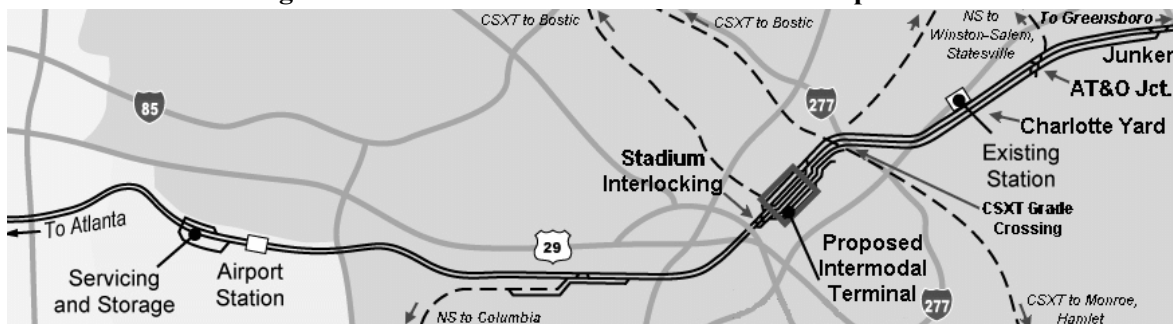 CSXT to Bostic
CSXT to Bostic
NS to
Winston-Salem,
Statesville
To Greensboro
Junker
AT&O Jct.
85
277
Charlotte Yard
Existing
Station
Stadium
Interlocking
CSXT Grade
Crossing
To Atlanta
29
Servicing
and Storage
Airport
Station
Proposed
Intermodal
Terminal
277
NS to Columbia
CSXT to Monroe,
Hamlet